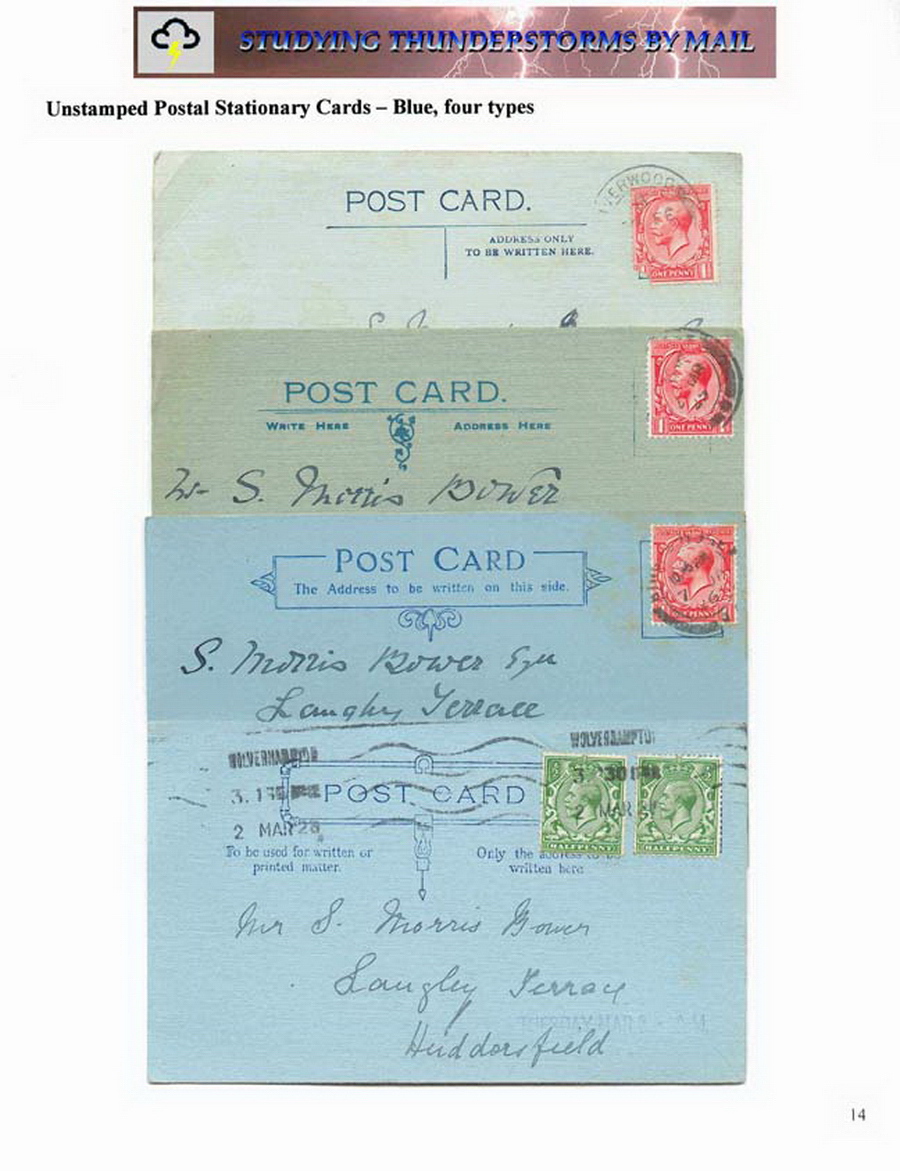 STUDYING THUNDERSTORMS BY MAIL
Unstamped Postal Stationary Cards – Blue, four types
POST CARD.
ADDRESS ONLY
TO BE WRITTEN HERE.
ONE PENNY
POST CARD.
WRITE HERE
ADDRESS HERE
ONE PENNY
S. Morris Bower
POST CARD
The Address to be written on this side.
S. Morris Bower Esq
Langley Terrace
WOLVERHAMPTON
WOLVERHAMPTON
3.15
3 30
POST CARD
2 MAR 28
2 MAR
HALFPENNY
HALFPENNY
To be used for written or
printed matter.
Only the address to be
written here
Mr S. Morris Bower
Langley Terrace
Huddersfield
14